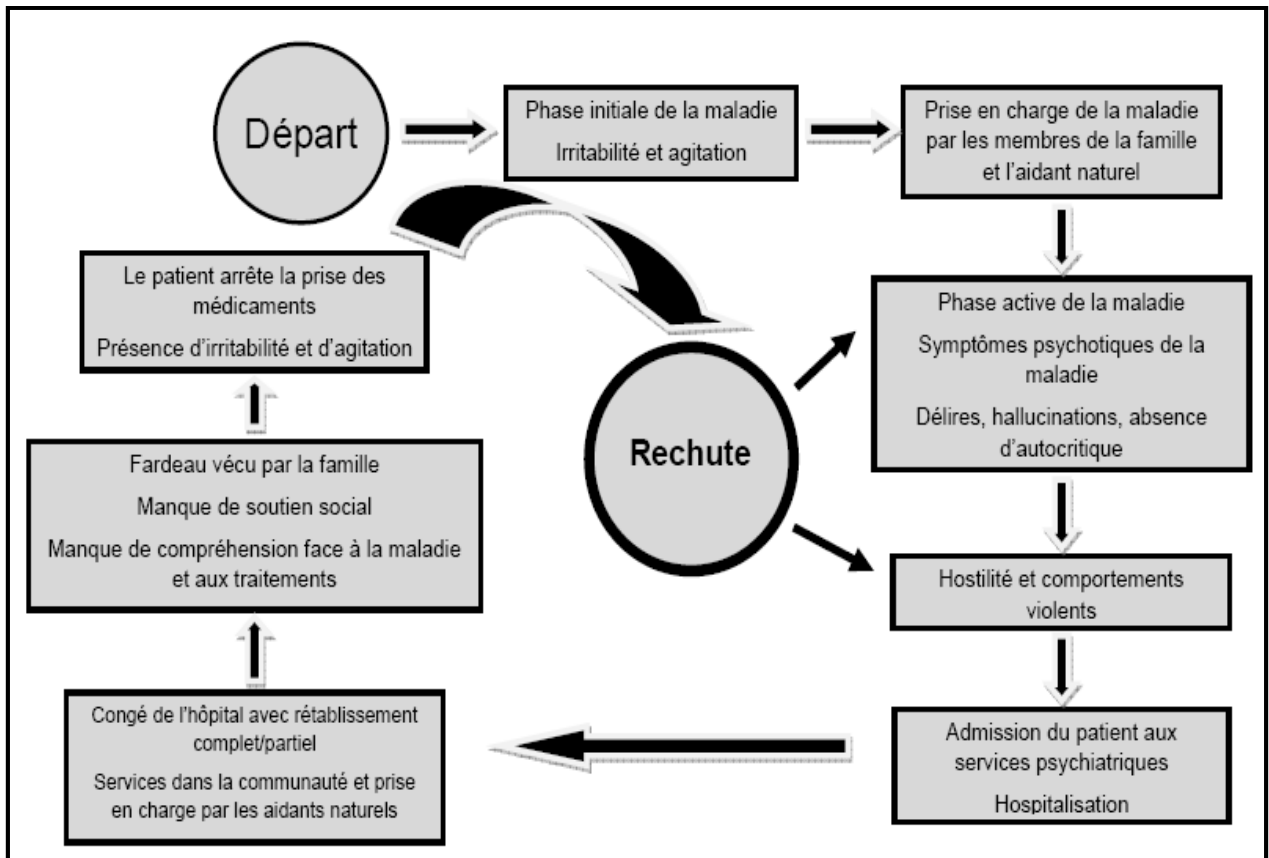 Départ
Phase initiale de la maladie
Irritabilité et agitation
Prise en charge de la maladie
par les membres de la famille
et l’aidant naturel
Le patient arrête la prise des
médicaments
Présence d’irritabilité et d’agitation
Phase active de la maladie
Symptômes psychotiques de la
maladie
Délires, hallucinations, absence
d’autocritique
Rechute
Fardeau vécu par la famille
Manque de soutien social
Manque de compréhension face à la maladie
et aux traitements
Hostilité et comportements
violents
Congé de l’hôpital avec rétablissement
complet/partiel
Services dans la communauté et prise
en charge par les aidants naturels
Admission du patient aux
services psychiatriques
Hospitalisation